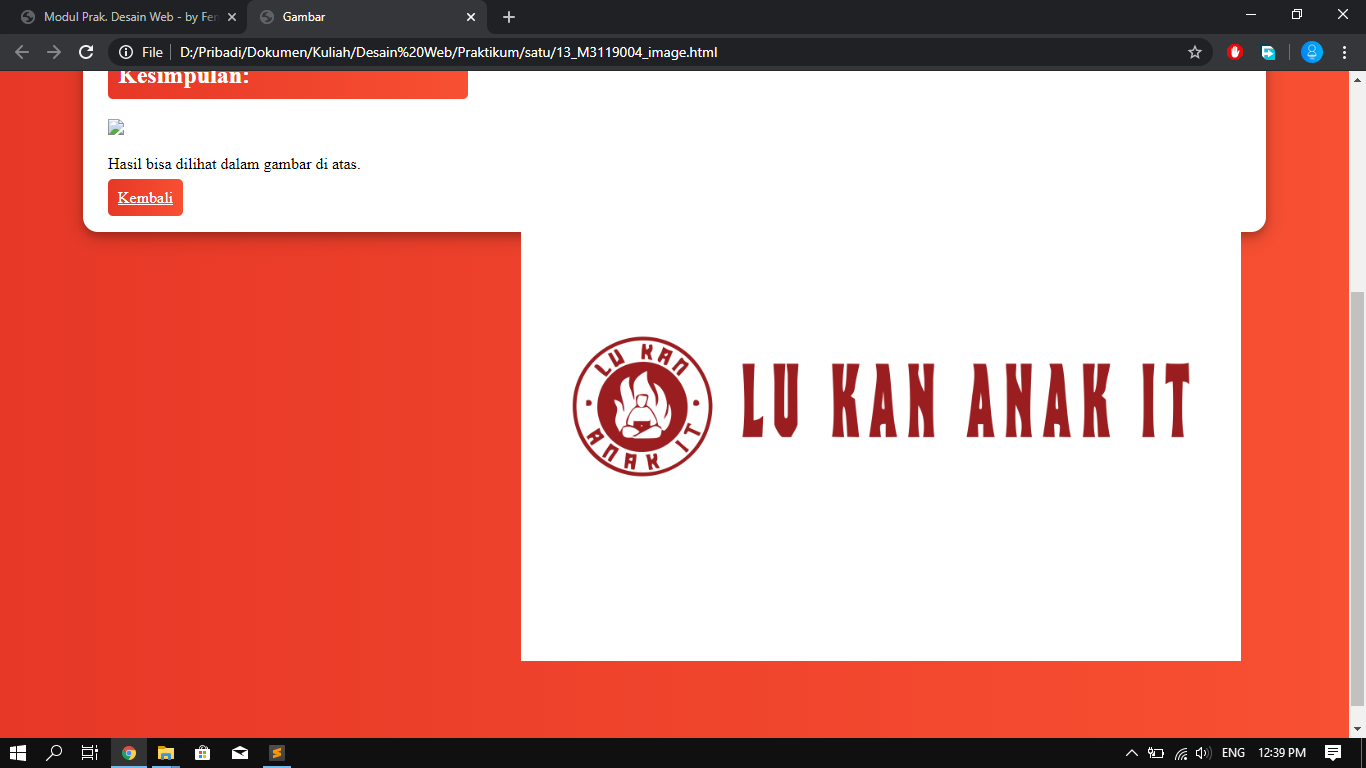 Modul Prak. Desain Web - by Fer
Gambar
File
D:/Pribadi/Dokumen/Kuliah/Desain%20Web/Praktikum/satu/13_M3119004_image.html
Kesimpulan:
Hasil bisa dilihat dalam gambar di atas.
Kembali
LU KAN
ANAK IT
LU KAN ANAK IT
ENG
12:39 PM